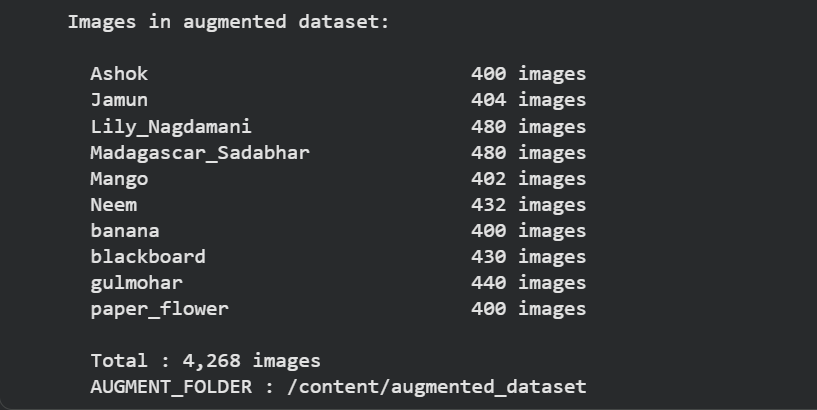 Images in augmented dataset:
Ashok 400 images
Jamun 404 images
Lily_Nagdamani 480 images
Madagascar_Sadabhar 480 images
Mango 402 images
Neem 432 images
banana 400 images
blackboard 430 images
gulmohar 440 images
paper_flower 400 images
Total : 4,268 images
AUGMENT_FOLDER : /content/augmented_dataset